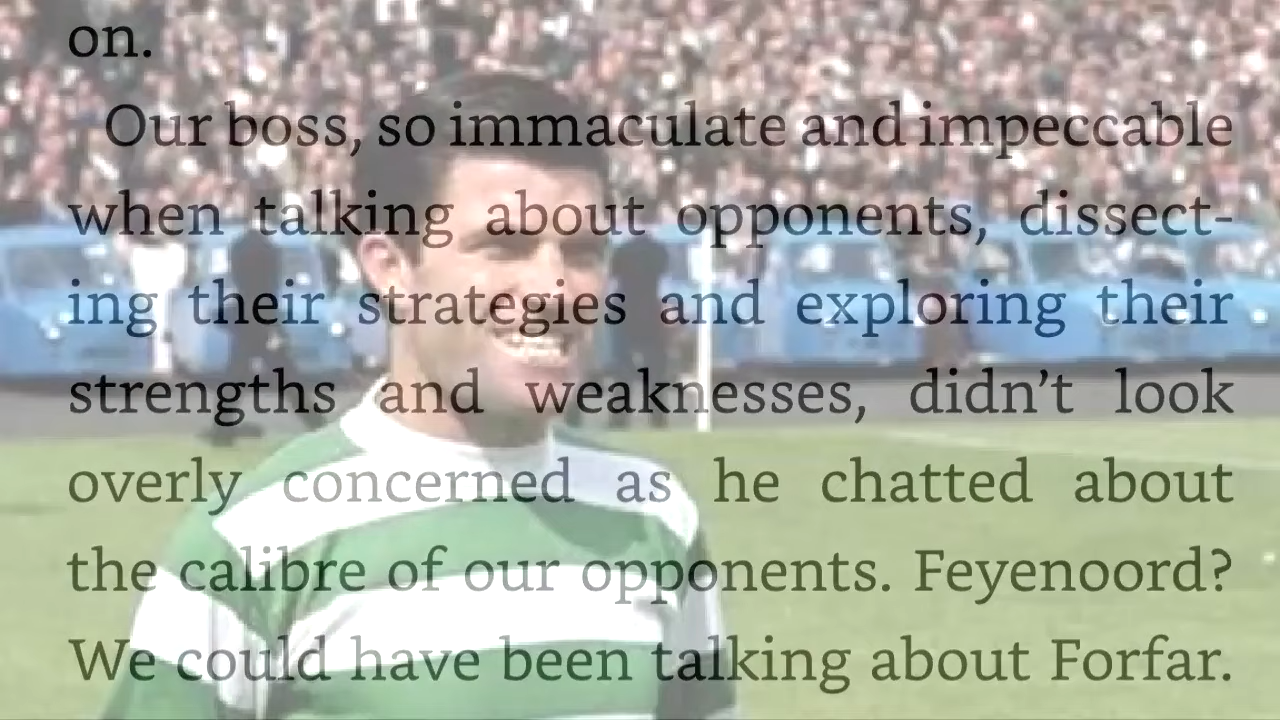 on.
Our boss, so immaculate and impeccable
when talking about opponents, dissect-
ing their strategies and exploring their
strengths and weaknesses, didn’t look
overly concerned as he chatted about
the calibre of our opponents. Feyenoord?
We could have been talking about Forfar.